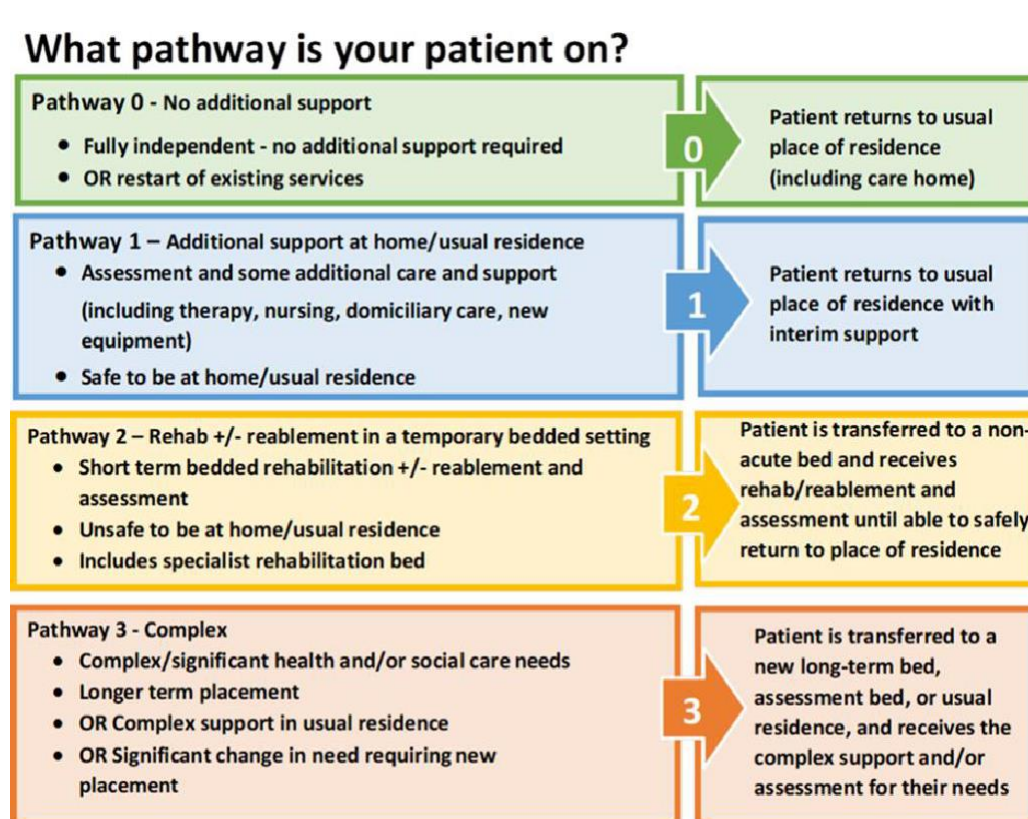 What pathway is your patient on?
Pathway 0 - No additional support
• Fully independent - no additional support required
• OR restart of existing services
0
Patient returns to usual
place of residence
(including care home)
Pathway 1 – Additional support at home/usual residence
• Assessment and some additional care and support
(including therapy, nursing, domiciliary care, new
equipment)
• Safe to be at home/usual residence
1
Patient returns to usual
place of residence with
interim support
Pathway 2 – Rehab +/- reablement in a temporary bedded setting
• Short term bedded rehabilitation +/- reablement and
assessment
• Unsafe to be at home/usual residence
• Includes specialist rehabilitation bed
2
Patient is transferred to a non-
acute bed and receives
rehab/reablement and
assessment until able to safely
return to place of residence
Pathway 3 - Complex
• Complex/significant health and/or social care needs
• Longer term placement
• OR Complex support in usual residence
• OR Significant change in need requiring new
placement
3
Patient is transferred to a
new long-term bed,
assessment bed, or usual
residence, and receives the
complex support and/or
assessment for their needs